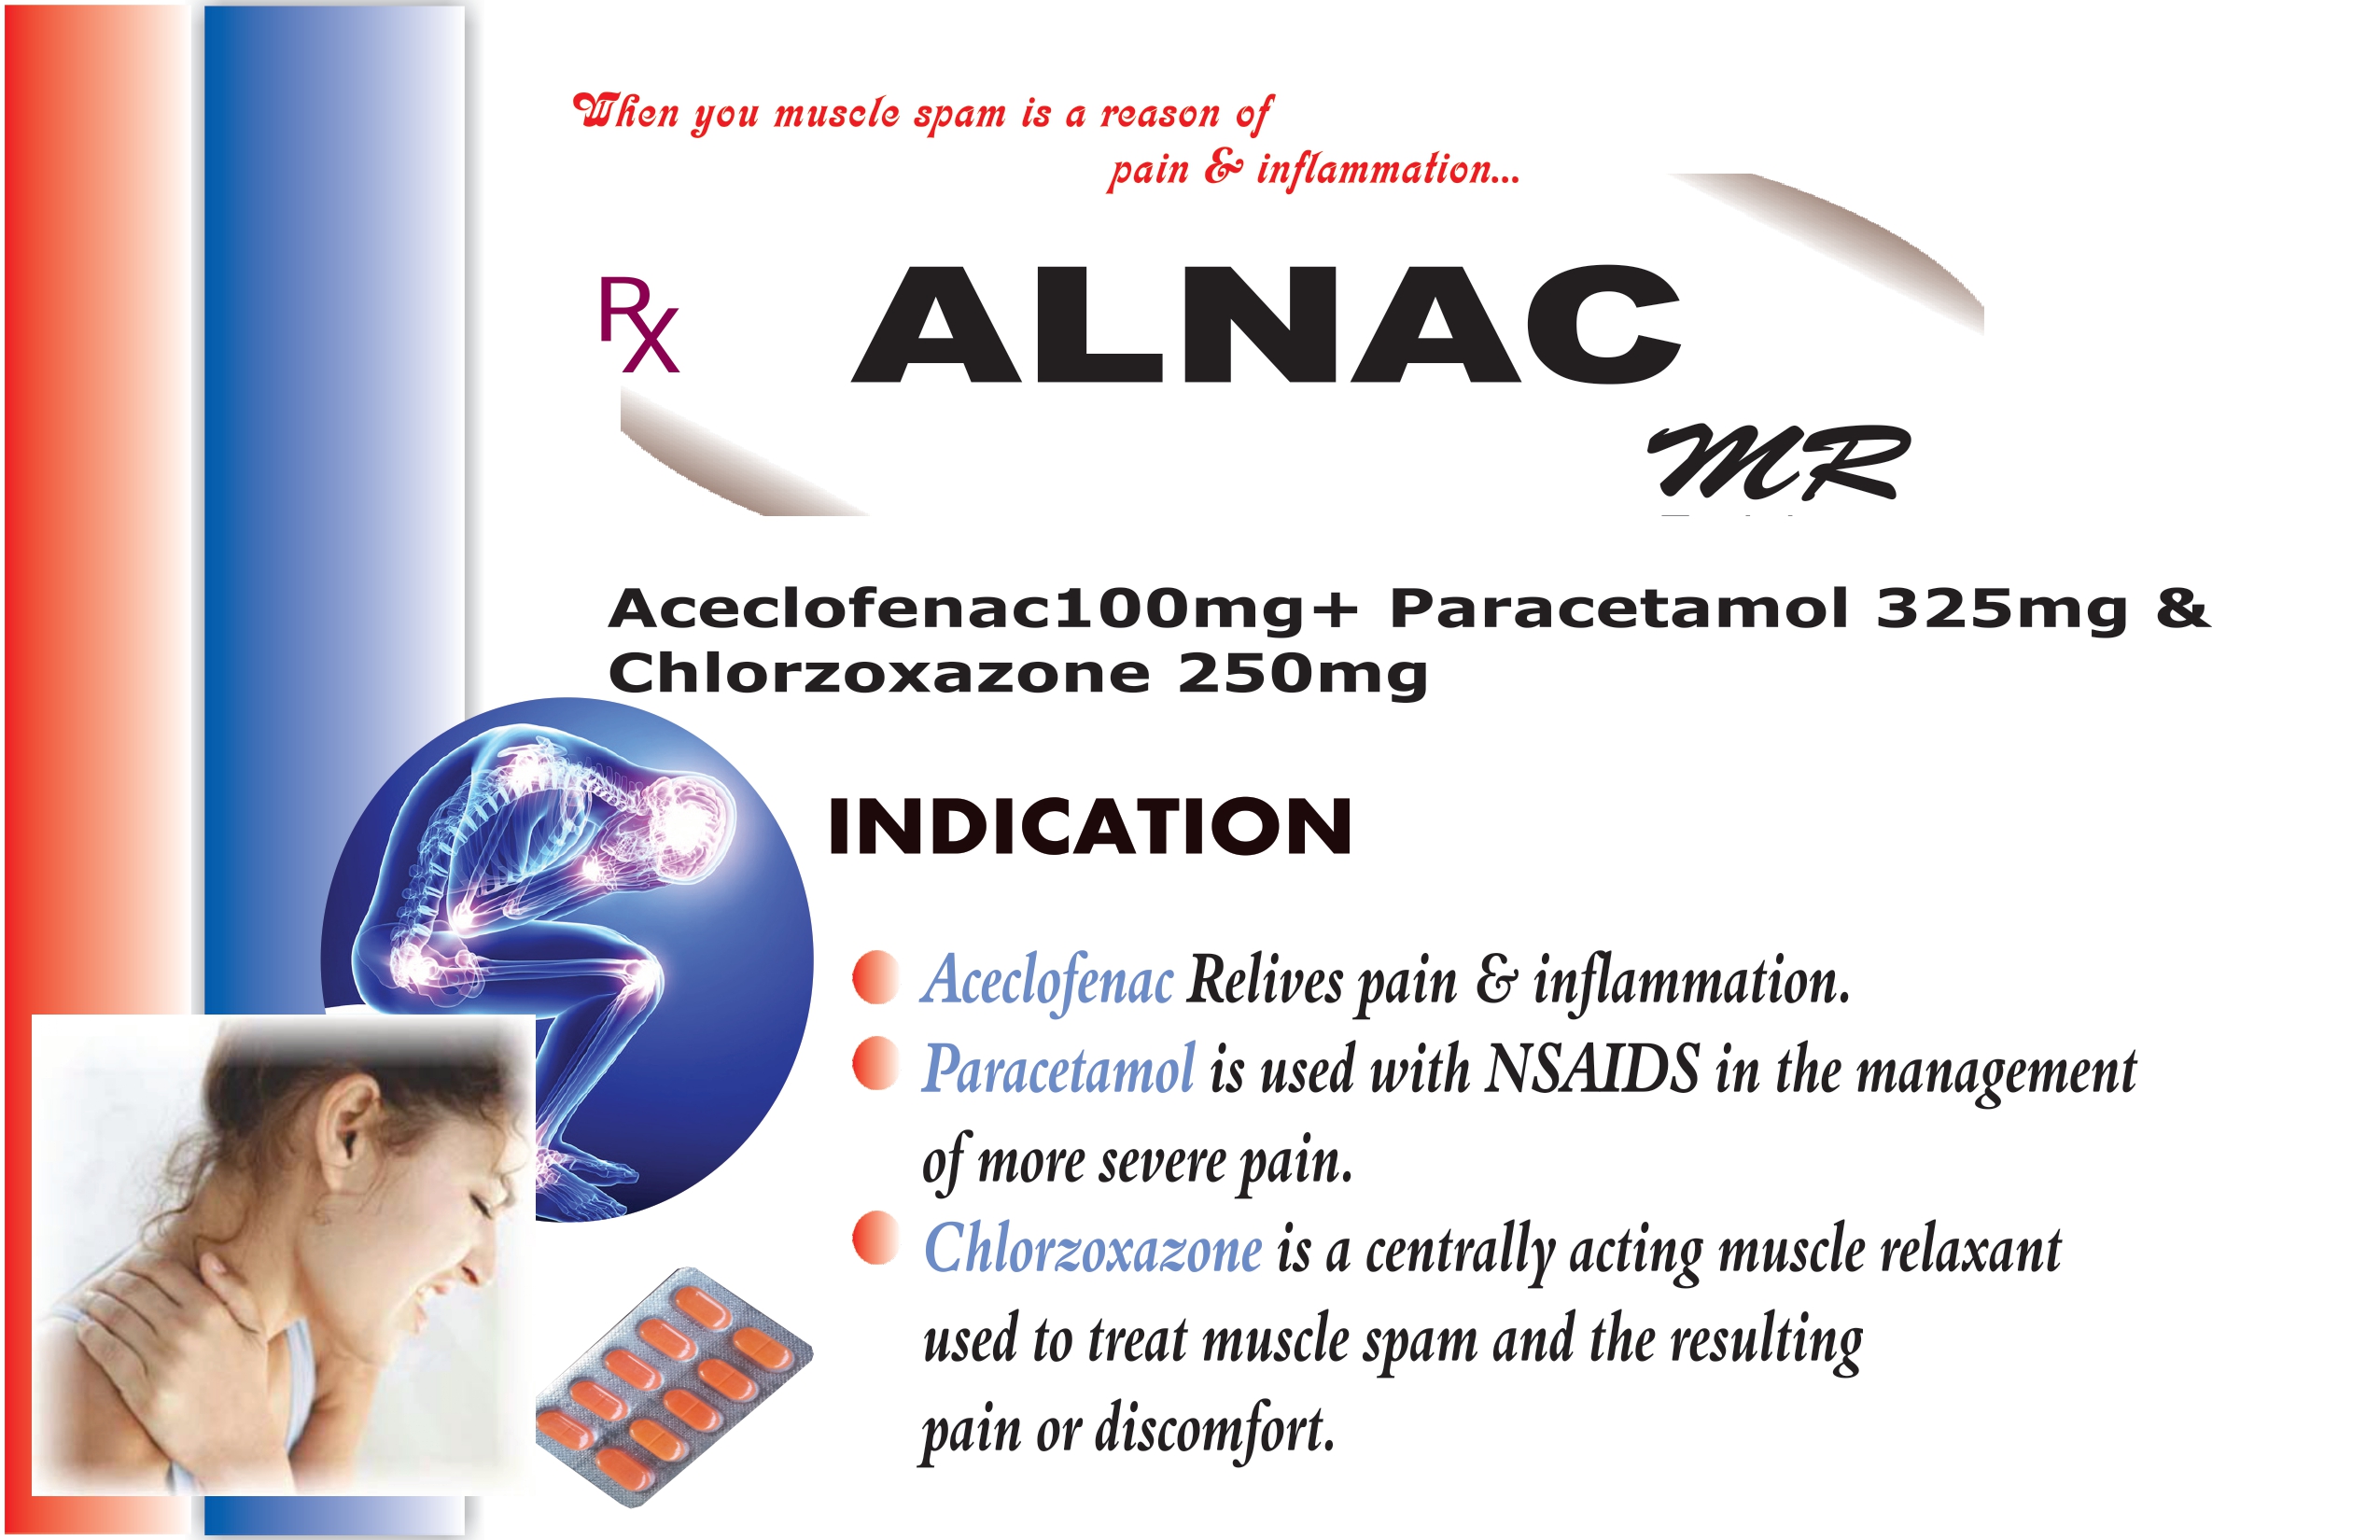 When you muscle spam is a reason of
pain & inflammation...
Rx
ALNAC
MR
Aceclofenac100mg+ Paracetamol 325mg &
Chlorzoxazone 250mg
INDICATION
Aceclofenac Relives pain & inflammation.
Paracetamol is used with NSAIDS in the management
of more severe pain.
Chlorzoxazone is a centrally acting muscle relaxant
used to treat muscle spam and the resulting
pain or discomfort.